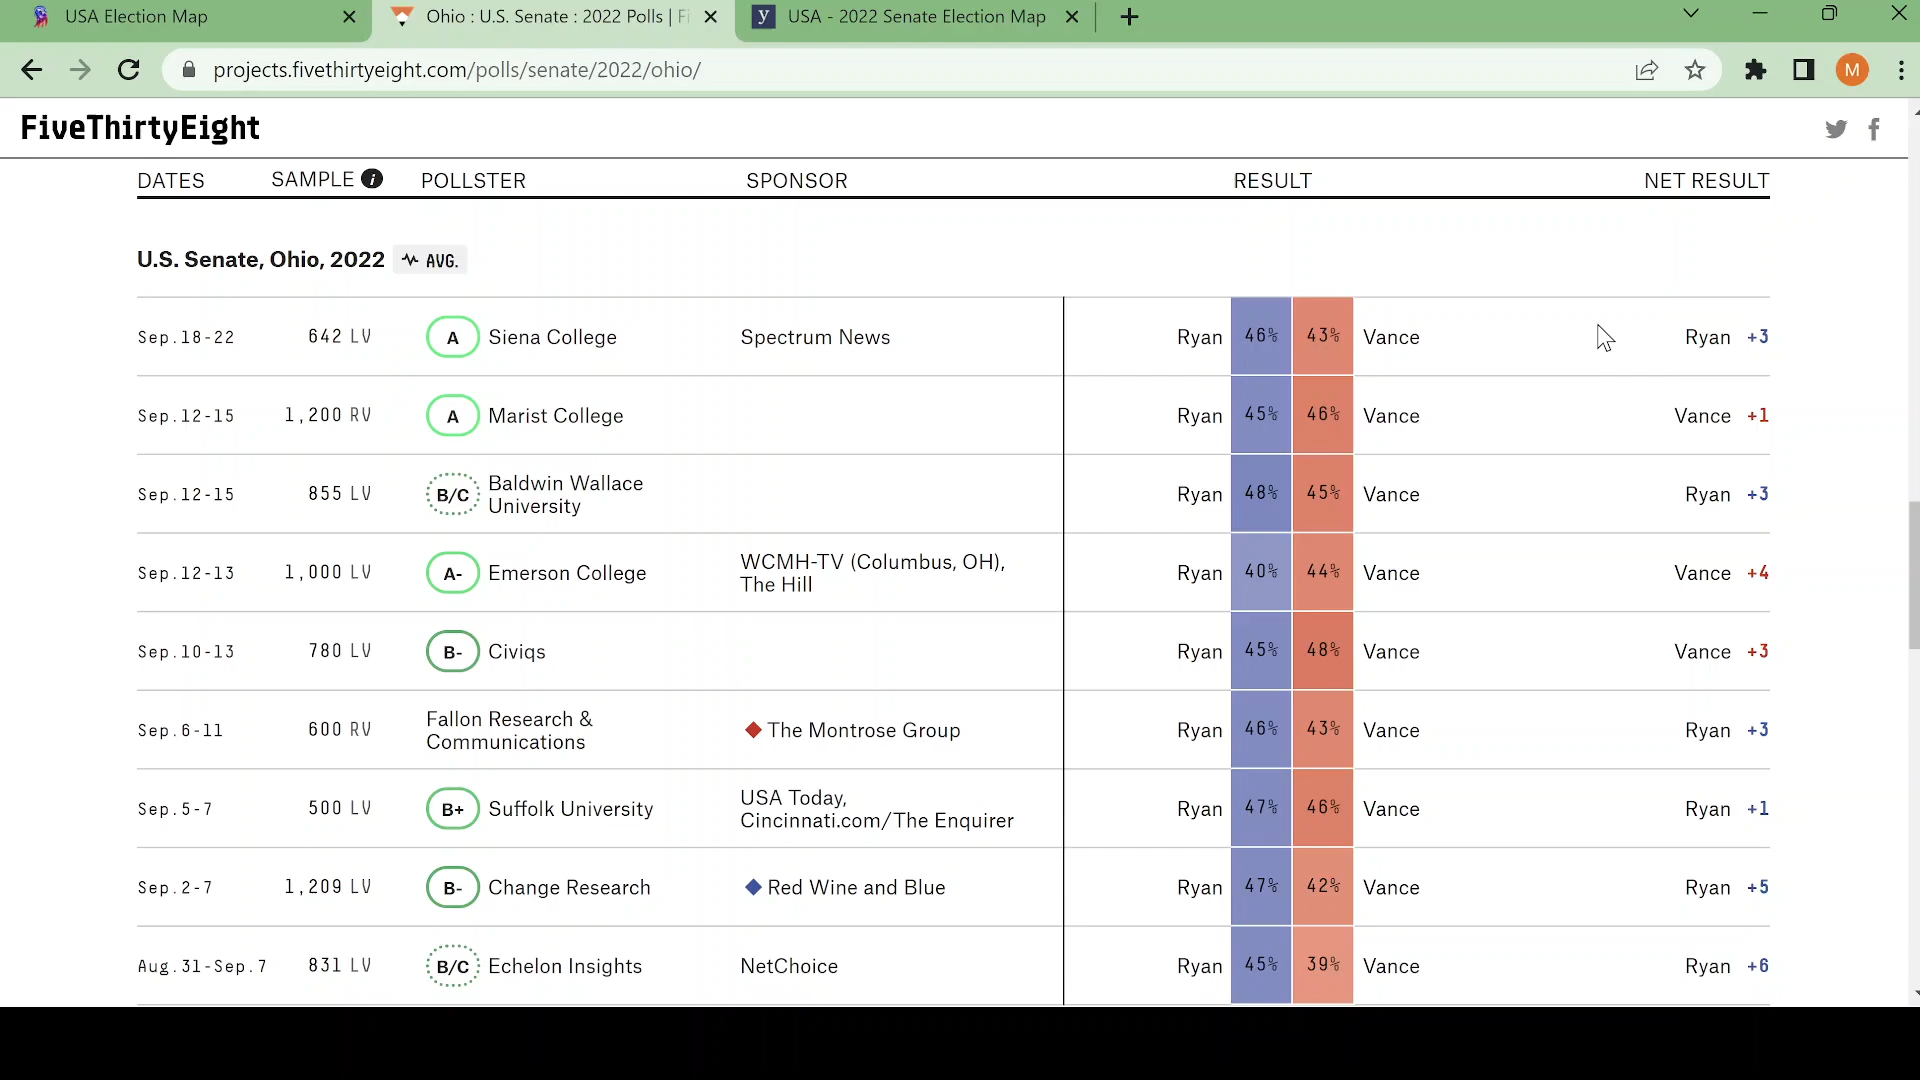 USA Election Map
Ohio : U.S. Senate : 2022 Polls | Fi
USA - 2022 Senate Election Map
projects.fivethirtyeight.com/polls/senate/2022/ohio/
M
FiveThirtyEight
DATES SAMPLE i POLLSTER SPONSOR RESULT NET RESULT
U.S. Senate, Ohio, 2022 AVG.
Sep.18-22 642 LV A Siena College Spectrum News Ryan 46% 43% Vance Ryan +3
Sep.12-15 1,200 RV A Marist College Ryan 45% 46% Vance Vance +1
Sep.12-15 855 LV B/C Baldwin Wallace
University Ryan 48% 45% Vance Ryan +3
Sep.12-13 1,000 LV A- Emerson College WCMH-TV (Columbus, OH),
The Hill Ryan 40% 44% Vance Vance +4
Sep.10-13 780 LV B- Civiqs Ryan 45% 48% Vance Vance +3
Sep.6-11 600 RV Fallon Research &
Communications The Montrose Group Ryan 46% 43% Vance Ryan +3
Sep.5-7 500 LV B+ Suffolk University USA Today,
Cincinnati.com/The Enquirer Ryan 47% 46% Vance Ryan +1
Sep.2-7 1,209 LV B- Change Research Red Wine and Blue Ryan 47% 42% Vance Ryan +5
Aug.31-Sep.7 831 LV B/C Echelon Insights NetChoice Ryan 45% 39% Vance Ryan +6